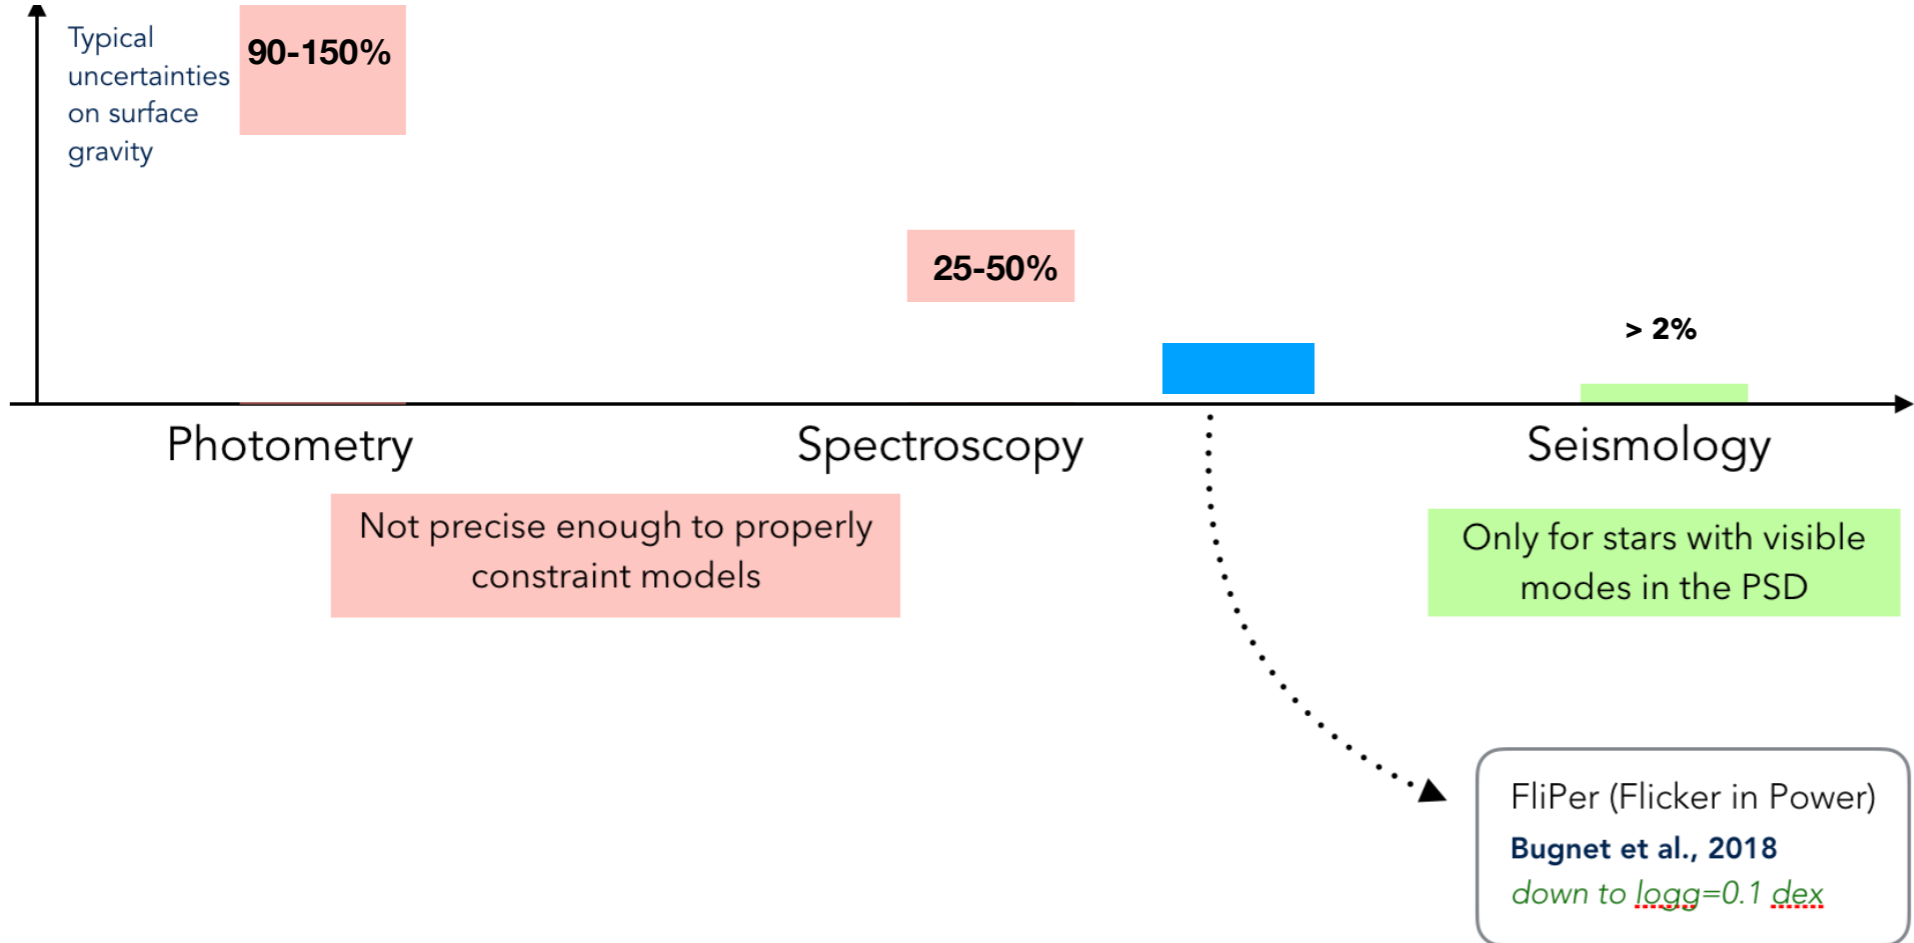 Typical
uncertainties
on surface
gravity
90-150%
25-50%
> 2%
Photometry
Spectroscopy
Seismology
Not precise enough to properly
constraint models
Only for stars with visible
modes in the PSD
FliPer (Flicker in Power)
Bugnet et al., 2018
down to logg=0.1 dex